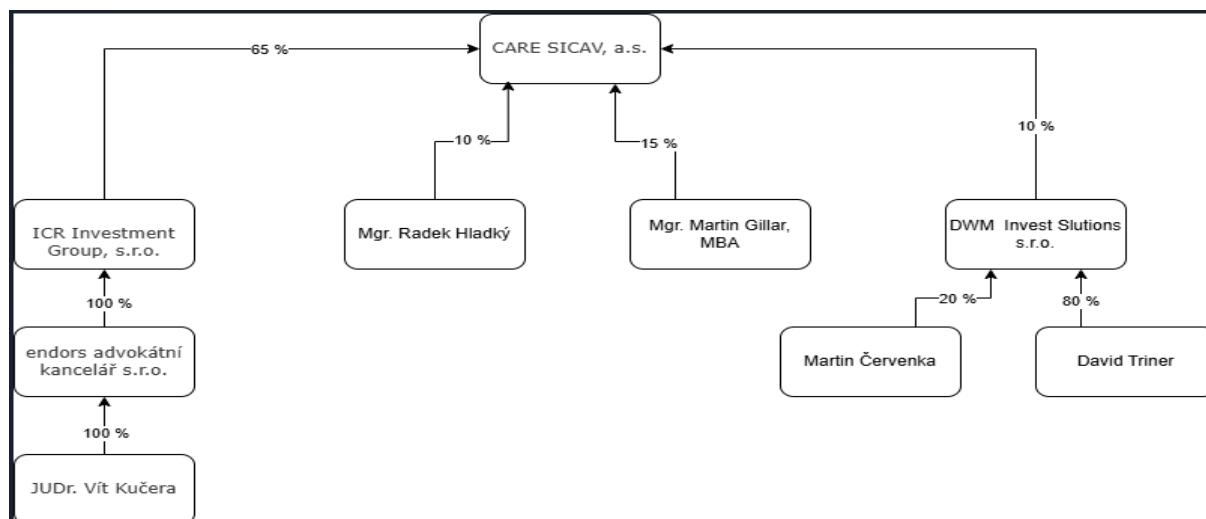 CARE SICAV, a.s.
65 %
10 %
15 %
10 %
ICR Investment
Group, s.r.o.
Mgr. Radek Hladký
Mgr. Martin Gillar,
MBA
DWM Invest Slutions
s.r.o.
100 %
20 %
80 %
endors advokátní
kancelář s.r.o.
Martin Červenka
David Triner
100 %
JUDr. Vít Kučera